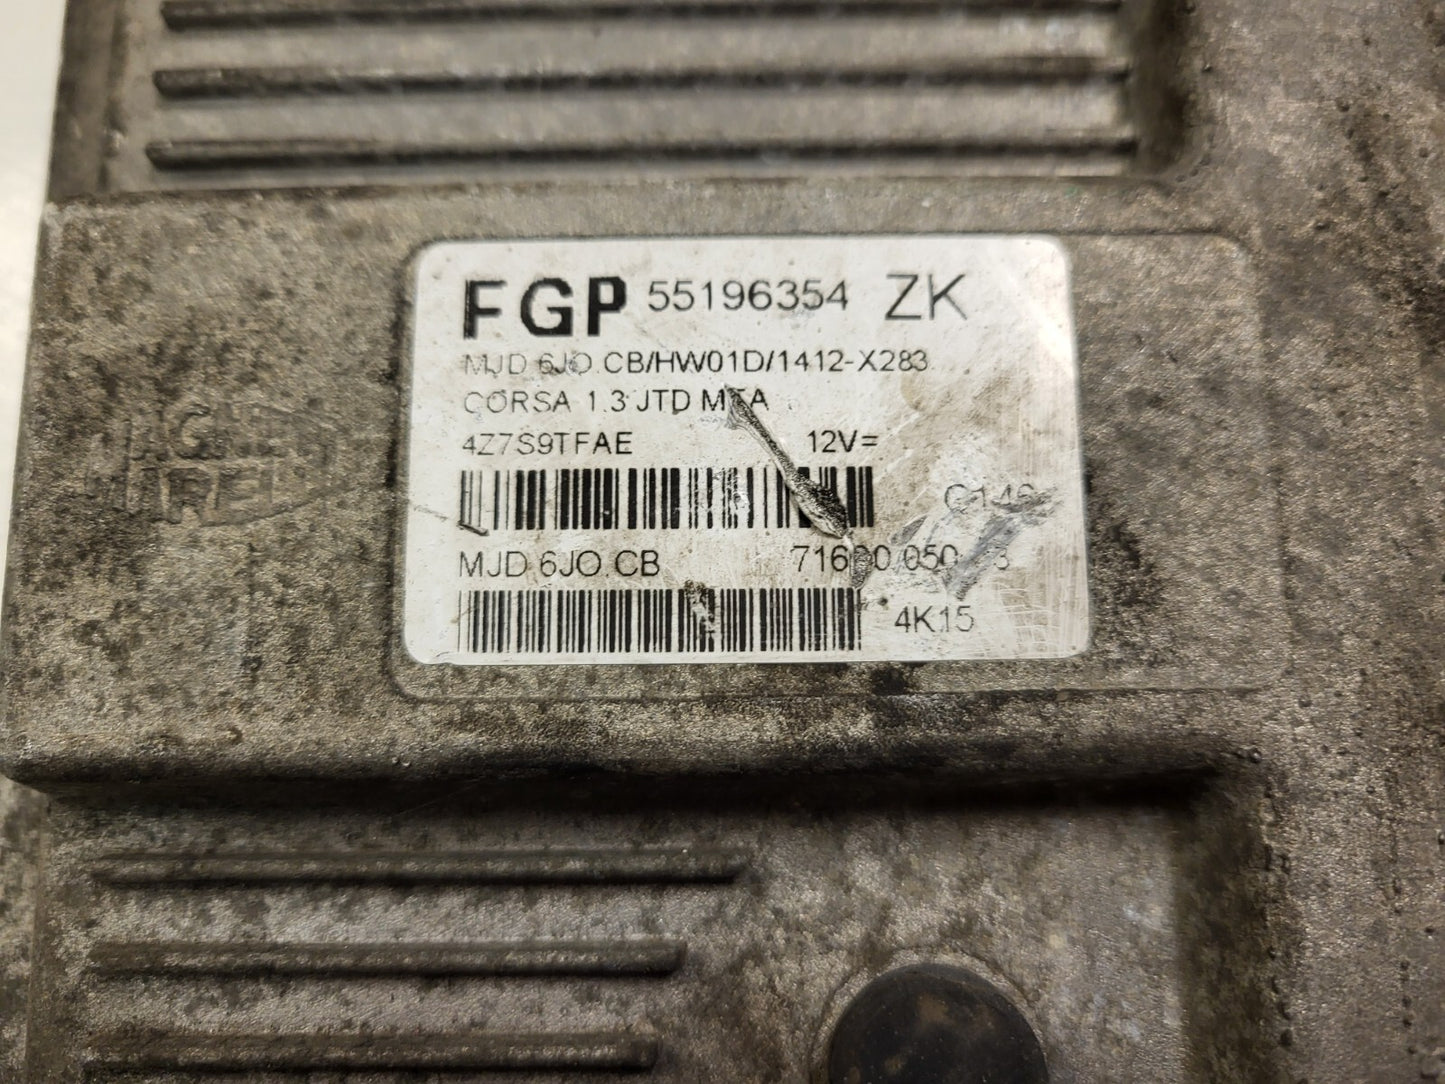 FGP 55196354 ZK
MJD 6JO.CB/HW01D/1412-X283
CORSA 1.3 JTD MTA
4Z7S9TFAE 12V=
MJD 6JO.CB
4K15